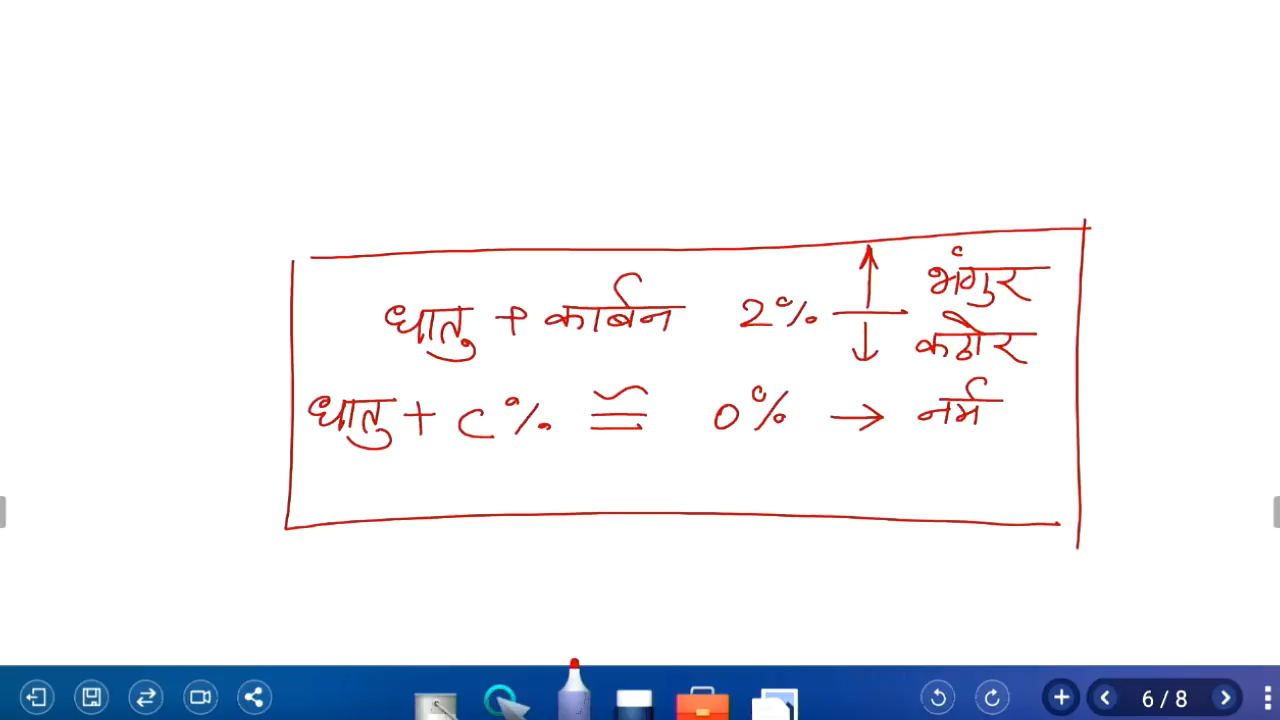 धातु + कार्बन 2% ↑ भंगुर
↓ कठोर
धातु + C% ≅ 0% → नर्म
6 / 8